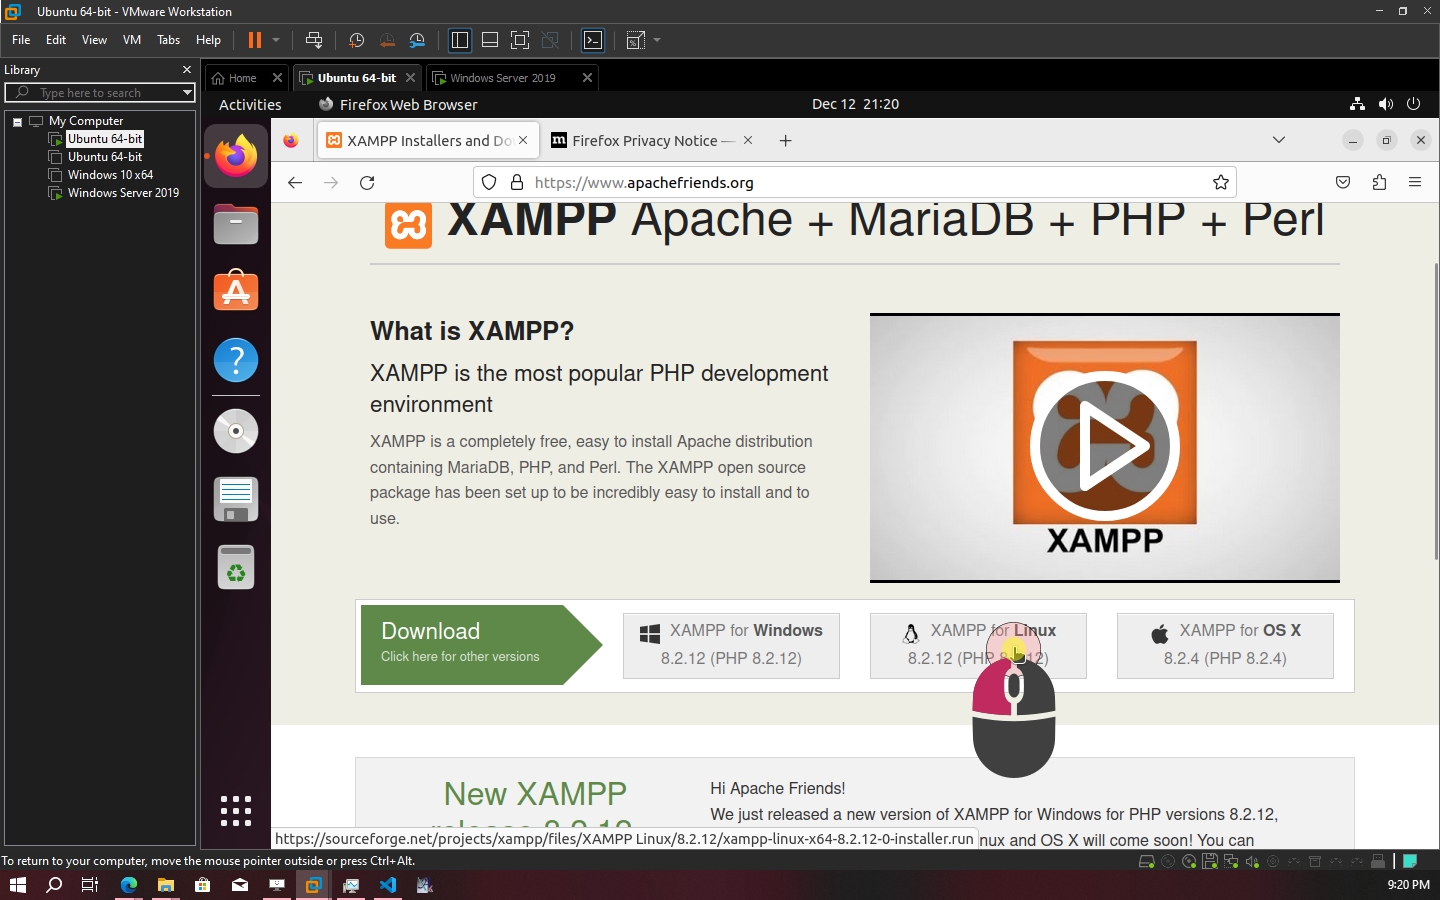 Ubuntu 64-bit - VMware Workstation
File Edit View VM Tabs Help
Library
Type here to search
My Computer
Ubuntu 64-bit
Ubuntu 64-bit
Windows 10 x64
Windows Server 2019
Home
Ubuntu 64-bit
Windows Server 2019
Activities
Firefox Web Browser
Dec 12 21:20
XAMPP Installers and Do
Firefox Privacy Notice —
https://www.apachefriends.org
XAMPP Apache + MariaDB + PHP + Perl
What is XAMPP?
XAMPP is the most popular PHP development
environment
XAMPP is a completely free, easy to install Apache distribution
containing MariaDB, PHP, and Perl. The XAMPP open source
package has been set up to be incredibly easy to install and to
use.
XAMPP
Download
Click here for other versions
XAMPP for Windows
8.2.12 (PHP 8.2.12)
XAMPP for Linux
8.2.12 (PHP 8.2.12)
XAMPP for OS X
8.2.4 (PHP 8.2.4)
New XAMPP
release 8.2.12
Hi Apache Friends!
We just released a new version of XAMPP for Windows for PHP versions 8.2.12,
nux and OS X will come soon! You can
https://sourceforge.net/projects/xampp/files/XAMPP Linux/8.2.12/xampp-linux-x64-8.2.12-0-installer.run
To return to your computer, move the mouse pointer outside or press Ctrl+Alt.
9:20 PM